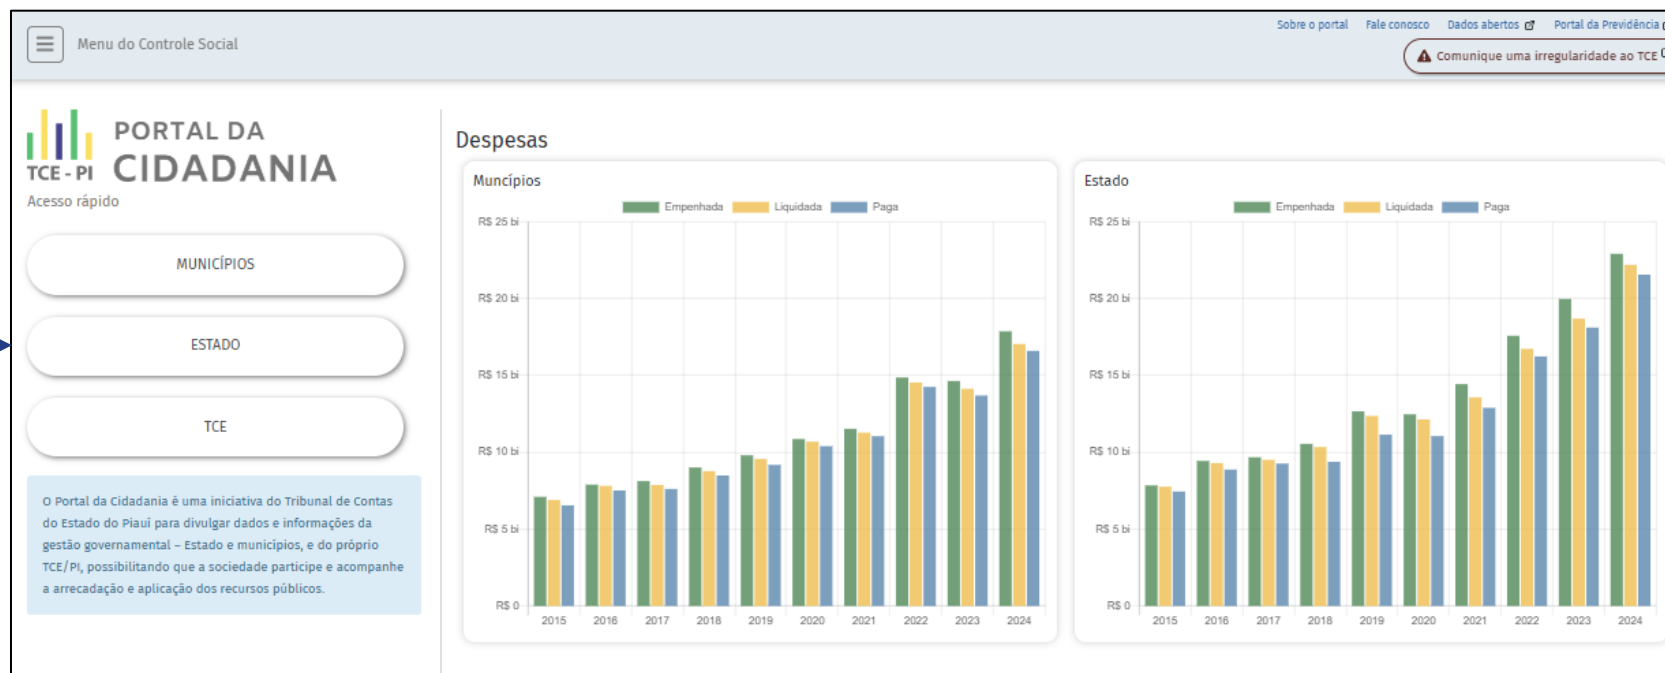 Menu do Controle Social
Sobre o portal Fale conosco Dados abertos Portal da Previdência
Comunique uma irregularidade ao TCE
TCE - PI
PORTAL DA
CIDADANIA
Acesso rápido
MUNICÍPIOS
ESTADO
TCE
O Portal da Cidadania é uma iniciativa do Tribunal de Contas
do Estado do Piauí para divulgar dados e informações da
gestão governamental – Estado e municípios, e do próprio
TCE/PI, possibilitando que a sociedade participe e acompanhe
a arrecadação e aplicação dos recursos públicos.
Despesas
Muncípios
Empenhada Liquidada Paga
R$ 25 bi
R$ 20 bi
R$ 15 bi
R$ 10 bi
R$ 5 bi
R$ 0
2015 2016 2017 2018 2019 2020 2021 2022 2023 2024
Estado
Empenhada Liquidada Paga
R$ 25 bi
R$ 20 bi
R$ 15 bi
R$ 10 bi
R$ 5 bi
R$ 0
2015 2016 2017 2018 2019 2020 2021 2022 2023 2024